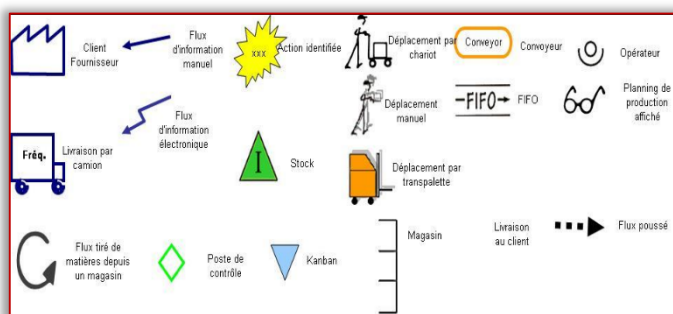 Client
Fournisseur
Flux
d'information
manuel
xxx
Action identifiée
Déplacement par
chariot
Conveyor
Convoyeur
Opérateur
Fréq.
Livraison par
camion
Flux
d'information
électronique
I
Stock
Déplacement
manuel
FIFO
FIFO
Planning de
production
affiché
Déplacement par
transpalette
Flux tiré de
matières depuis
un magasin
Poste de
contrôle
Kanban
Magasin
Livraison
au client
Flux poussé